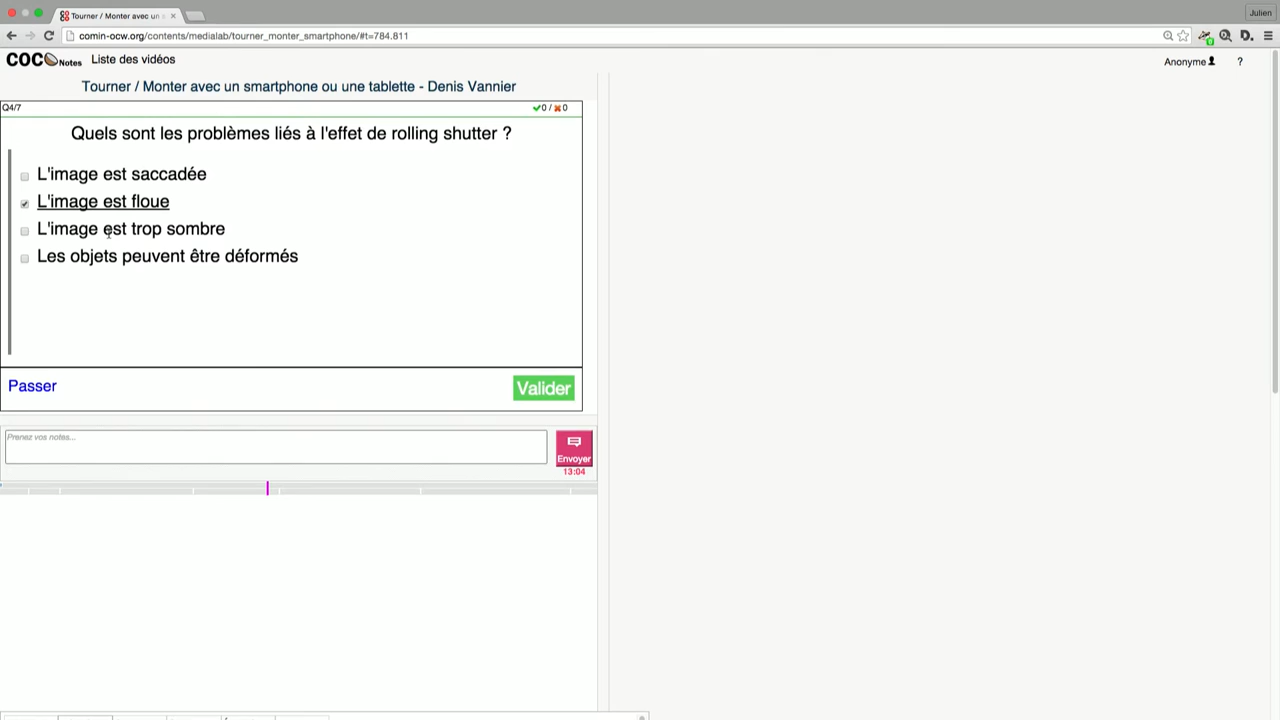 Tourner / Monter avec un s
Julien
comin-ocw.org/contents/medialab/tourner_monter_smartphone/#t=784.811
COCO Notes
Liste des vidéos
Anonyme
?
Tourner / Monter avec un smartphone ou une tablette - Denis Vannier
Q4/7
0 / 0
Quels sont les problèmes liés à l'effet de rolling shutter ?
L'image est saccadée
L'image est floue
L'image est trop sombre
Les objets peuvent être déformés
Passer
Valider
Prenez vos notes...
Envoyer
13:04